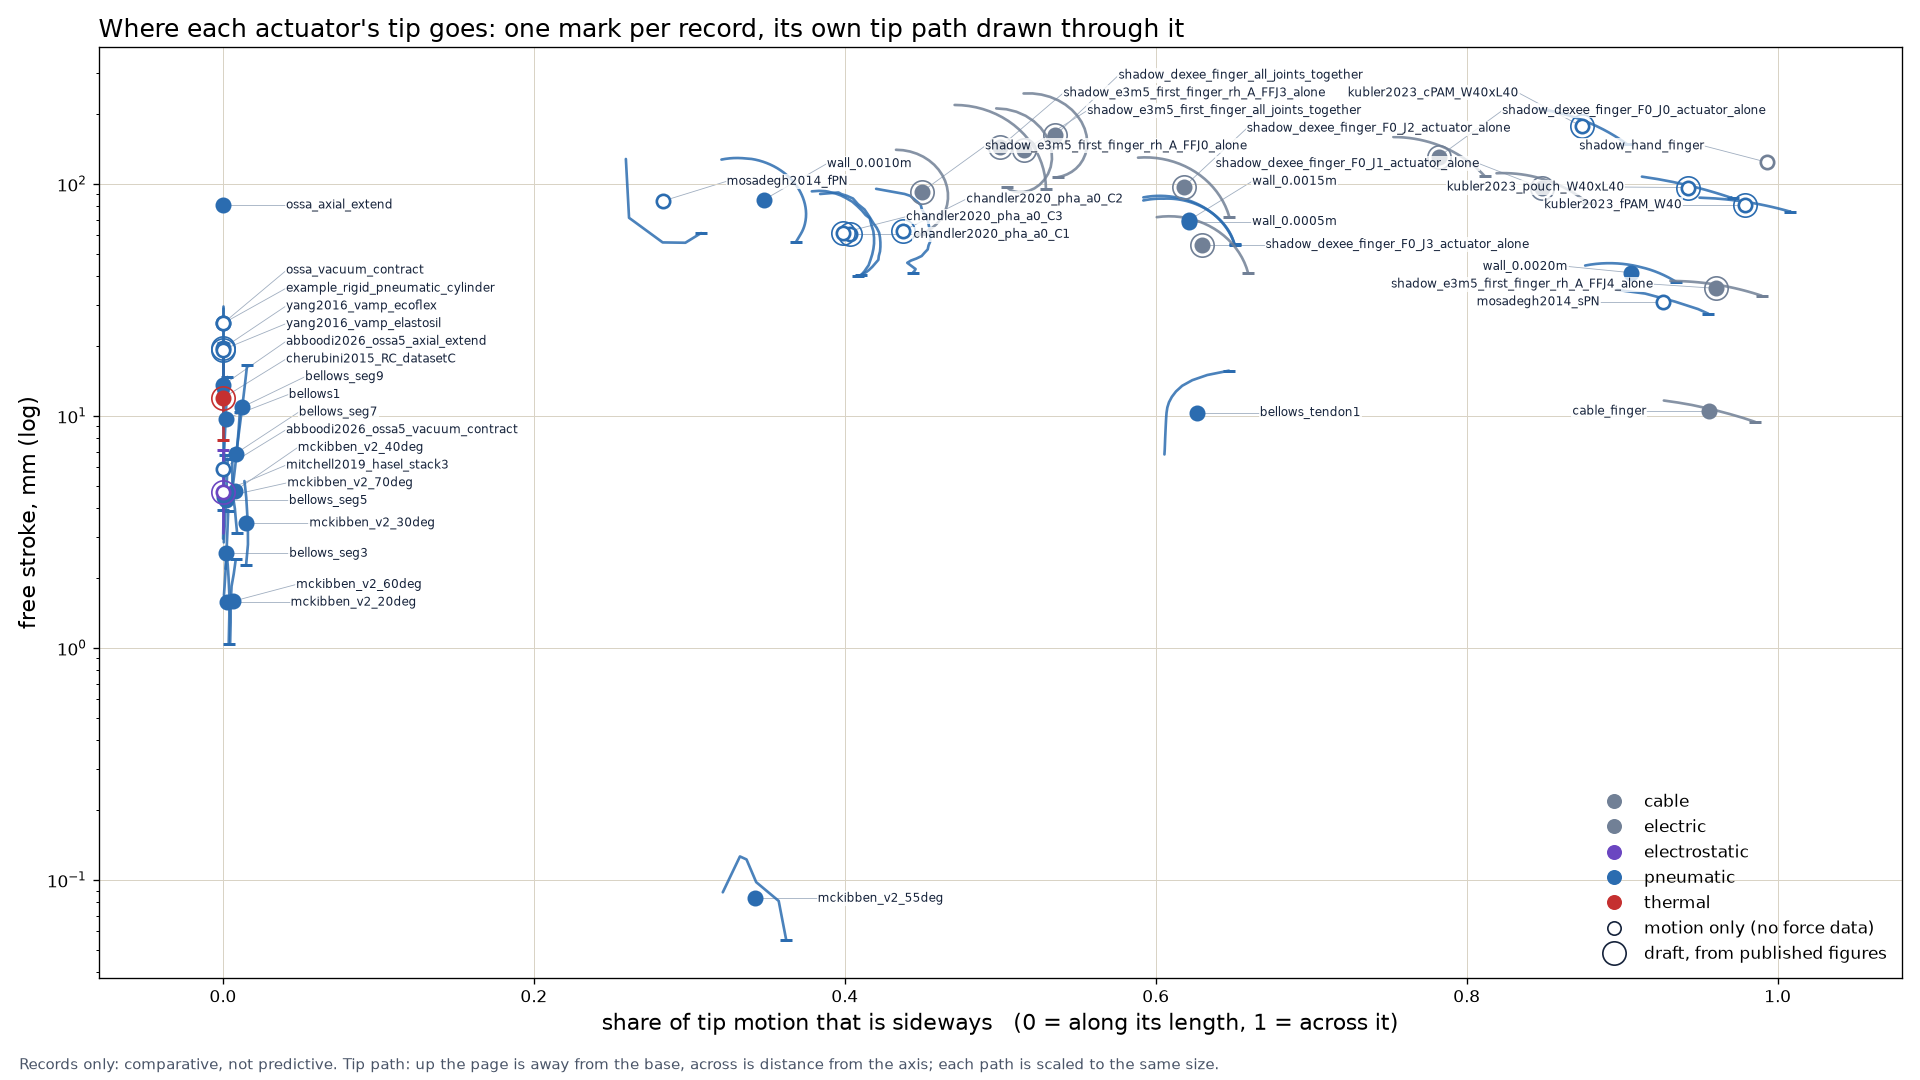 Where each actuator's tip goes: one mark per record, its own tip path drawn through it
shadow_dexee_finger_all_joints_together
shadow_e3m5_first_finger_rh_A_FFJ3_alone
kubler2023_cPAM_W40xL40
shadow_e3m5_first_finger_all_joints_together
shadow_dexee_finger_F0_J0_actuator_alone
shadow_dexee_finger_F0_J2_actuator_alone
shadow_e3m5_first_finger_rh_A_FFJ0_alone
shadow_hand_finger
wall_0.0010m
shadow_dexee_finger_F0_J1_actuator_alone
mosadegh2014_fPN
wall_0.0015m
kubler2023_pouch_W40xL40
chandler2020_pha_a0_C2
ossa_axial_extend
kubler2023_fPAM_W40
chandler2020_pha_a0_C3
wall_0.0005m
chandler2020_pha_a0_C1
shadow_dexee_finger_F0_J3_actuator_alone
wall_0.0020m
ossa_vacuum_contract
shadow_e3m5_first_finger_rh_A_FFJ4_alone
example_rigid_pneumatic_cylinder
mosadegh2014_sPN
yang2016_vamp_ecoflex
yang2016_vamp_elastosil
abboodi2026_ossa5_axial_extend
cherubini2015_RC_datasetC
bellows_seg9
bellows1
bellows_seg7
bellows_tendon1
cable_finger
abboodi2026_ossa5_vacuum_contract
mckibben_v2_40deg
mitchell2019_hasel_stack3
mckibben_v2_70deg
bellows_seg5
mckibben_v2_30deg
bellows_seg3
mckibben_v2_60deg
mckibben_v2_20deg
mckibben_v2_55deg
10²
10¹
10⁰
10⁻¹
free stroke, mm (log)
cable
electric
electrostatic
pneumatic
thermal
motion only (no force data)
draft, from published figures
0.0 0.2 0.4 0.6 0.8 1.0
share of tip motion that is sideways (0 = along its length, 1 = across it)
Records only: comparative, not predictive. Tip path: up the page is away from the base, across is distance from the axis; each path is scaled to the same size.